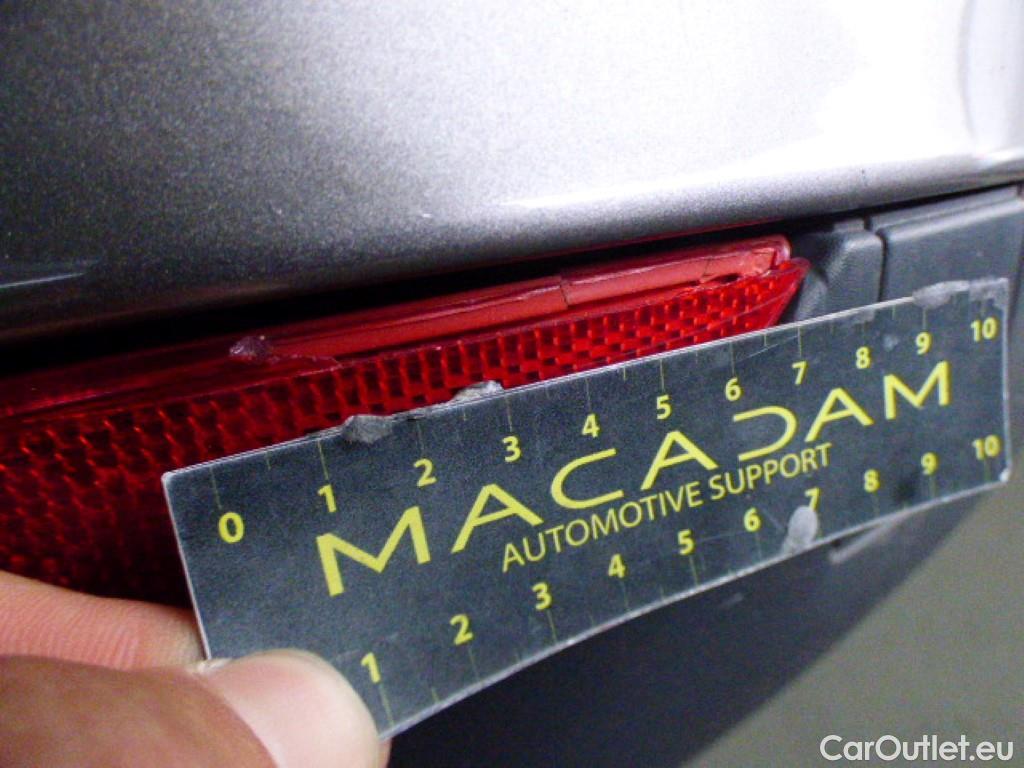 0 1 2 3 4 5 6 7 8 9 10
MACADAM
AUTOMOTIVE SUPPORT
1 2 3 4 5 6 7 8 9 10
CarOutlet.eu